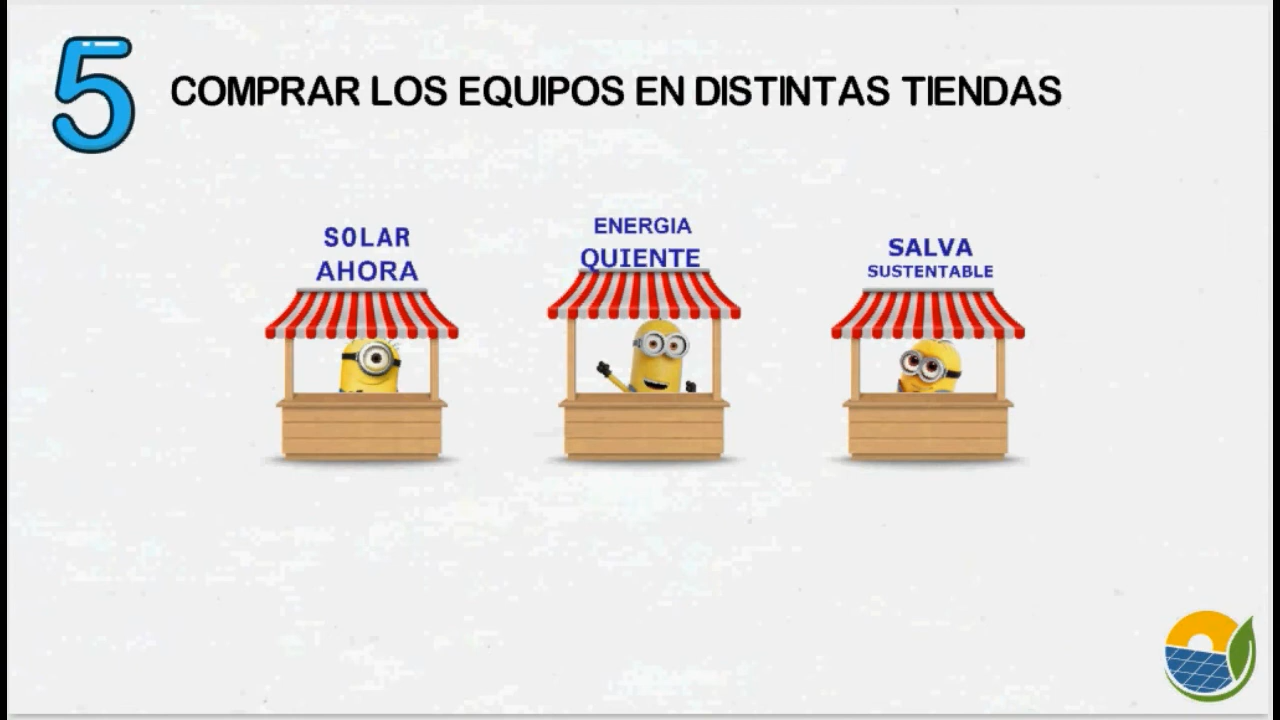 5
COMPRAR LOS EQUIPOS EN DISTINTAS TIENDAS
SOLAR
AHORA
ENERGIA
QUIENTE
SALVA
SUSTENTABLE